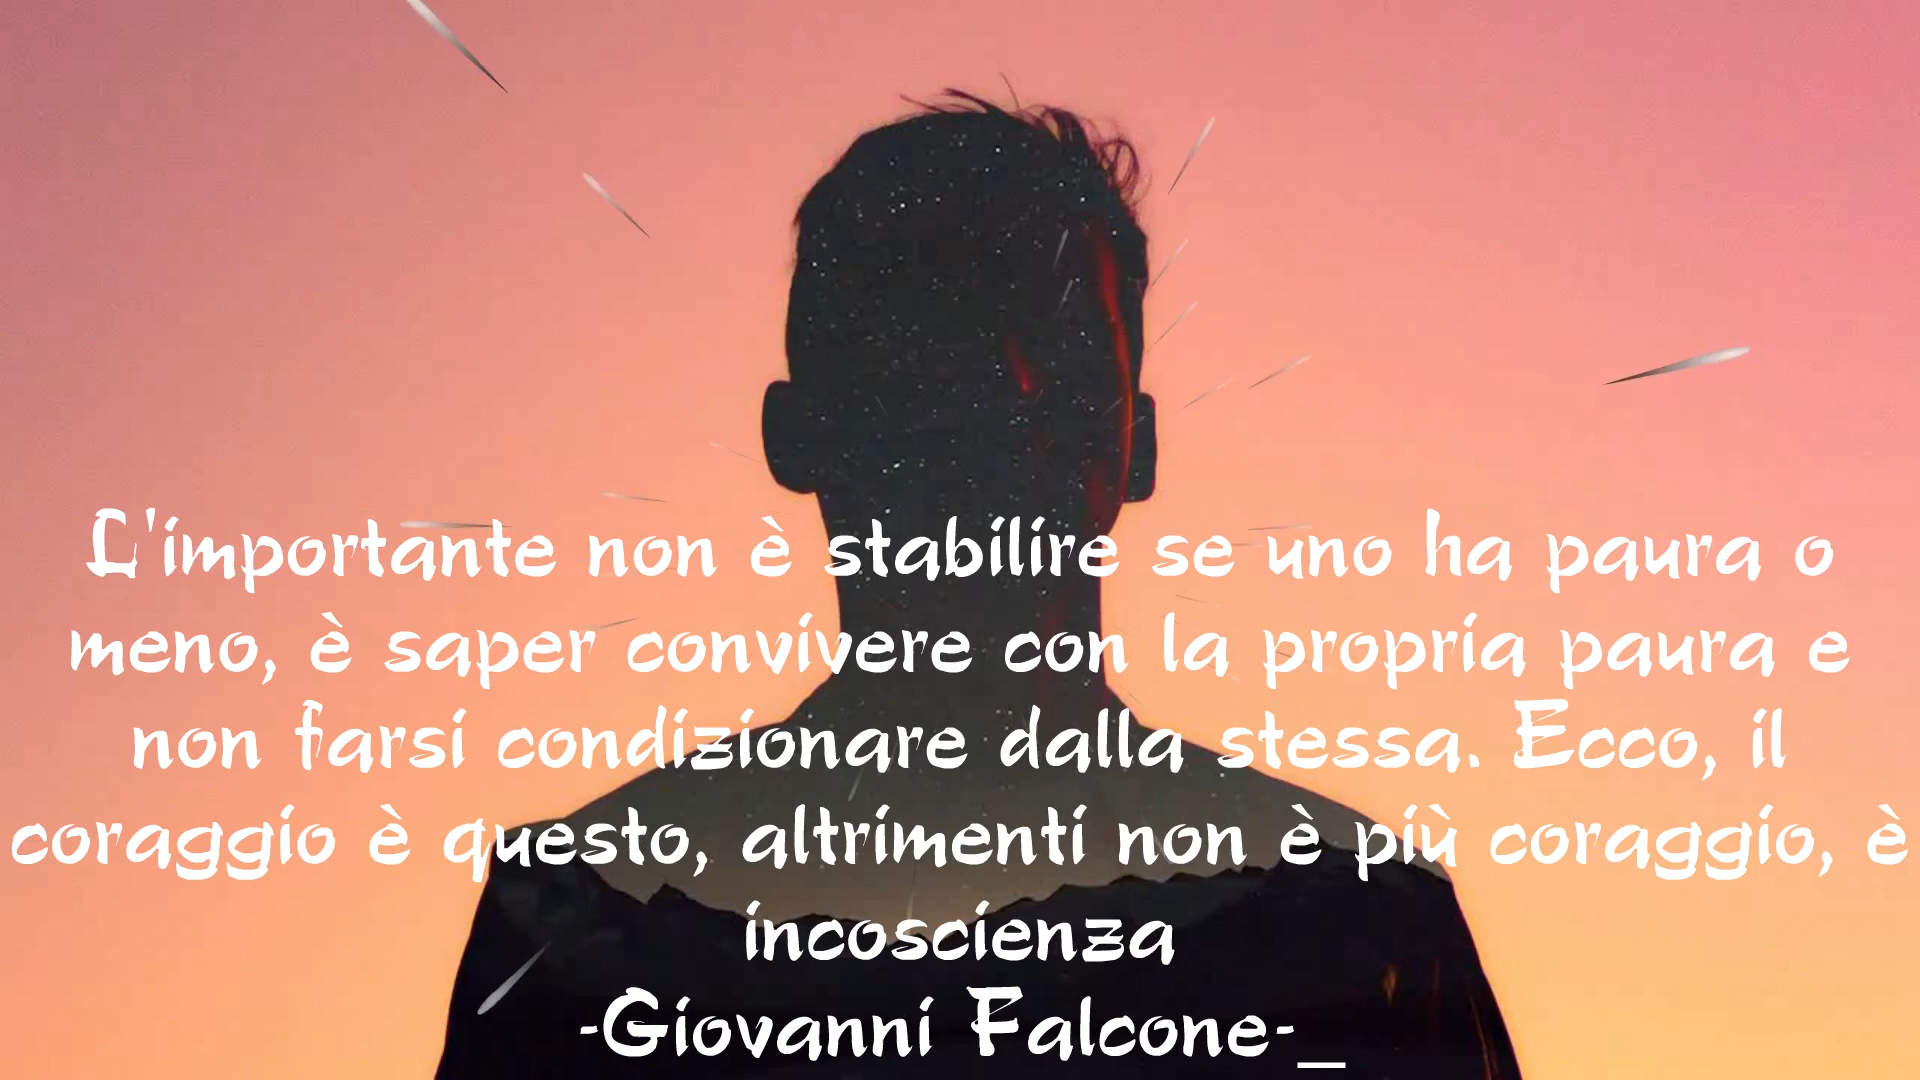 L'importante non è stabilire se uno ha paura o
meno, è saper convivere con la propria paura e
non farsi condizionare dalla stessa. Ecco, il
coraggio è questo, altrimenti non è più coraggio, è
incoscienza
-Giovanni Falcone-_